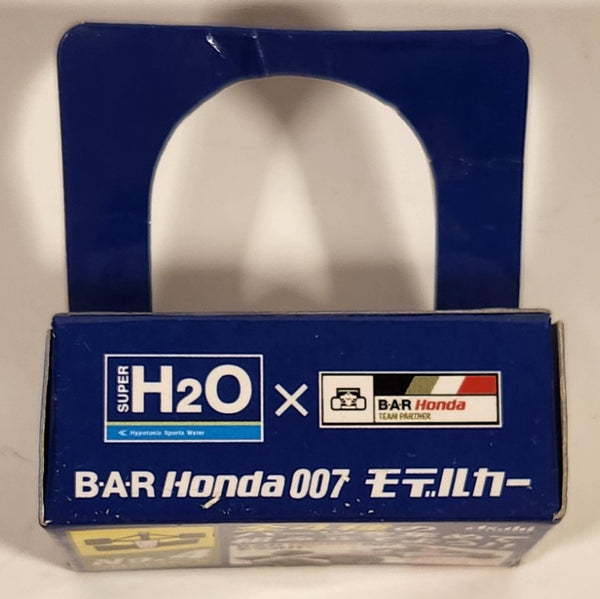 SUPER
H2O
≪ Hypotonic Sports Water
×
B·A·R Honda
TEAM PARTNER
B·A·R Honda 007 モデルカー